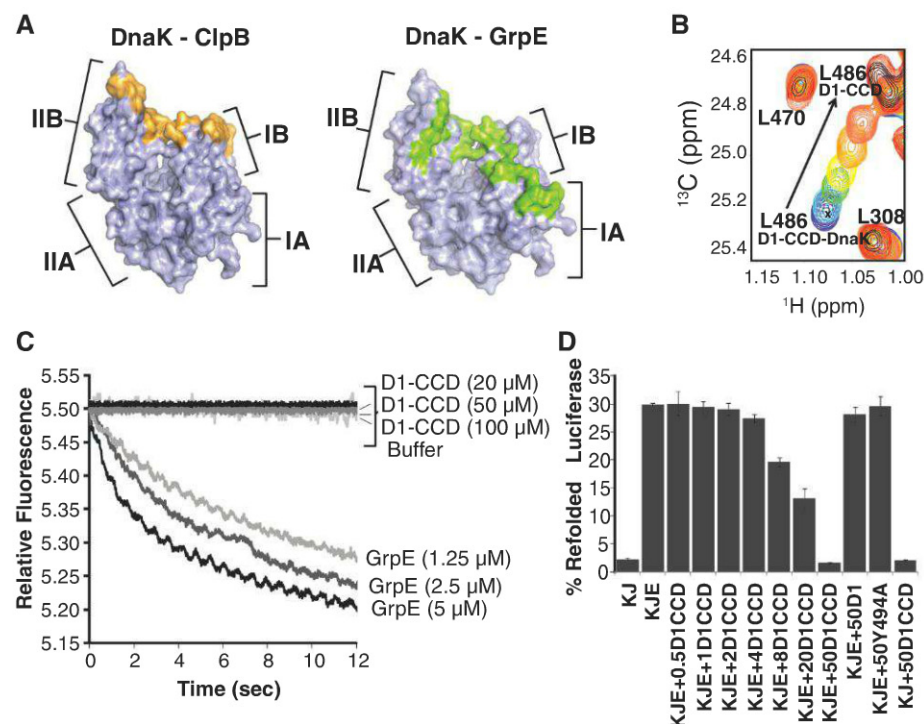 A
DnaK - ClpB
DnaK - GrpE
IIB
IB
IIA
IA
IIB
IB
IIA
IA
B
24.6
24.8
25.0
25.2
25.4
13C (ppm)
L486
D1-CCD
L470
L486
D1-CCD-DnaK
x
L308
1.15
1.10
1.05
1.00
1H (ppm)
C
5.55
5.50
5.45
5.40
5.35
5.30
5.25
5.20
5.15
Relative Fluorescence
D1-CCD (20 µM)
D1-CCD (50 µM)
D1-CCD (100 µM)
Buffer
GrpE (1.25 µM)
GrpE (2.5 µM)
GrpE (5 µM)
0 2 4 6 8 10 12
Time (sec)
D
35
30
25
20
15
10
5
0
% Refolded Luciferase
KJ
KJE
KJE+0.5D1CCD
KJE+1D1CCD
KJE+2D1CCD
KJE+4D1CCD
KJE+8D1CCD
KJE+20D1CCD
KJE+50D1CCD
KJE+50D1
KJE+50Y494A
KJ+50D1CCD